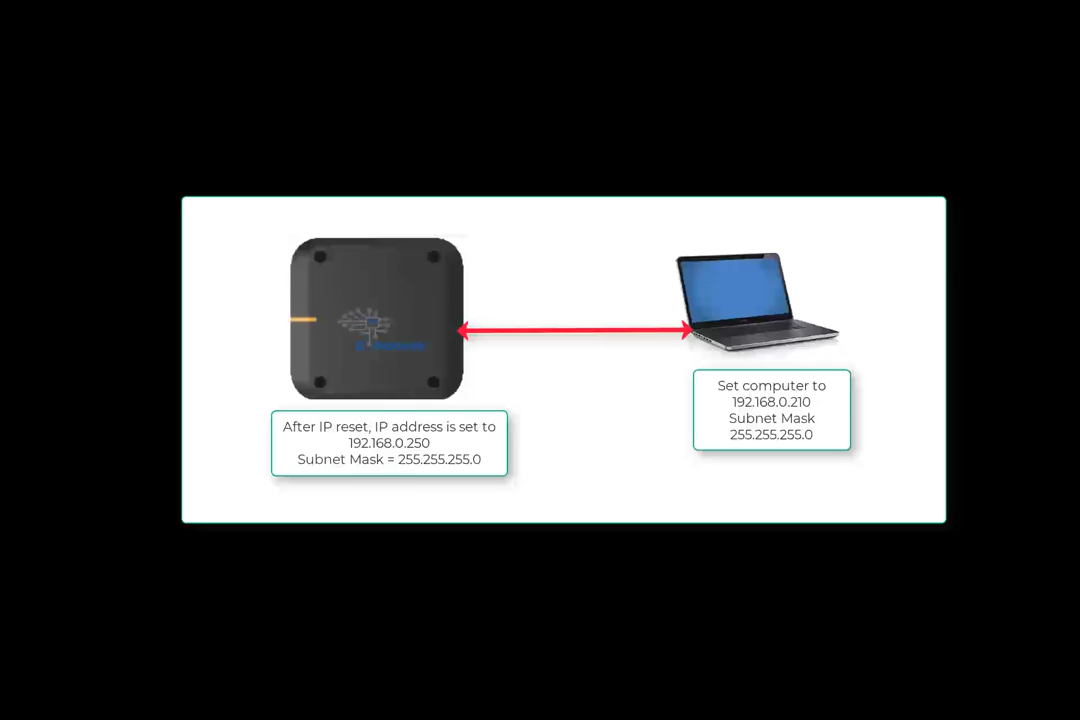 After IP reset, IP address is set to
192.168.0.250
Subnet Mask = 255.255.255.0
Set computer to
192.168.0.210
Subnet Mask
255.255.255.0